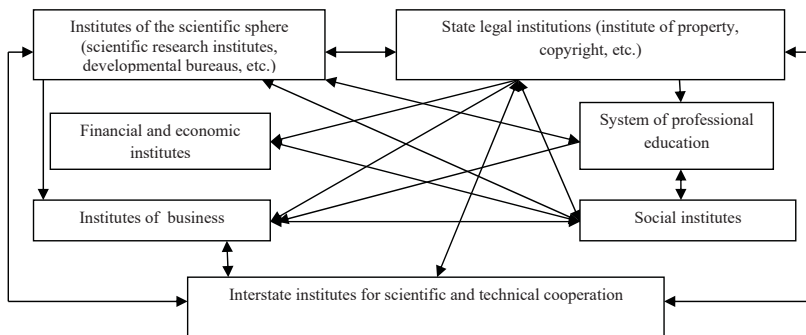 Institutes of the scientific sphere
(scientific research institutes,
developmental bureaus, etc.)
State legal institutions (institute of property,
copyright, etc.)
Financial and economic
institutes
System of professional
education
Institutes of business
Social institutes
Interstate institutes for scientific and technical cooperation